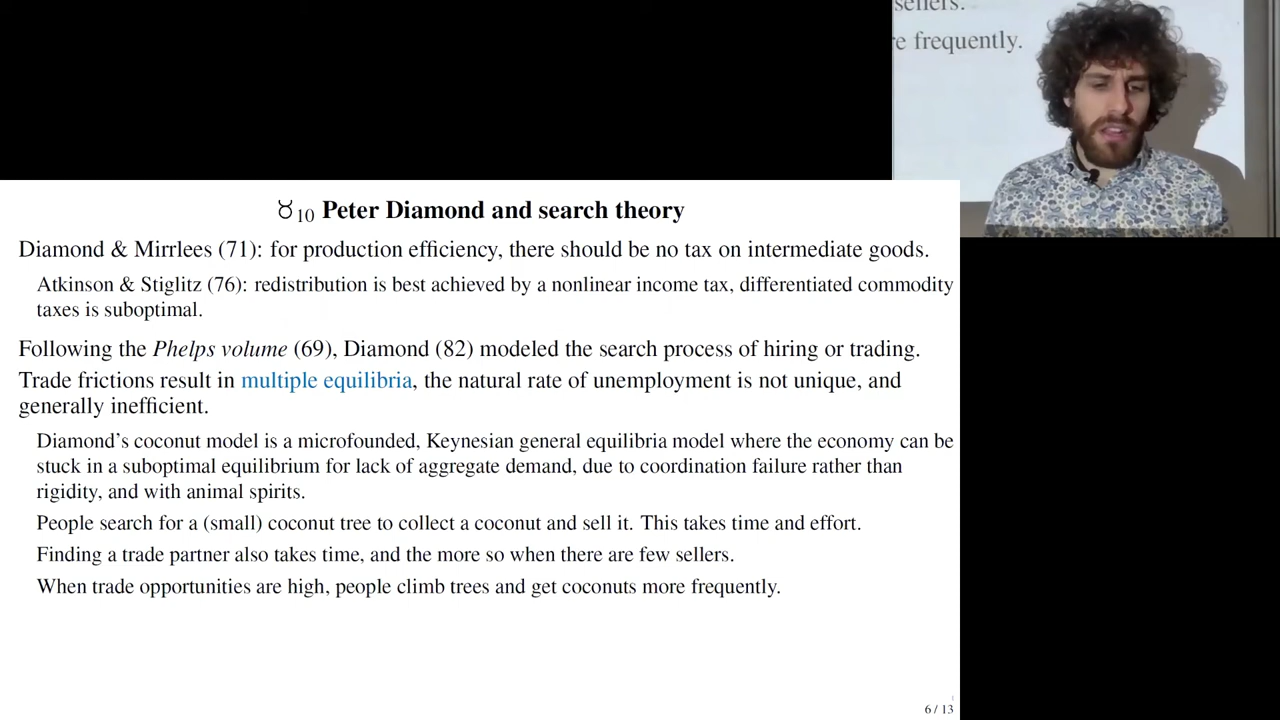 sellers.
re frequently.
♉10 Peter Diamond and search theory
Diamond & Mirrlees (71): for production efficiency, there should be no tax on intermediate goods.
Atkinson & Stiglitz (76): redistribution is best achieved by a nonlinear income tax, differentiated commodity
taxes is suboptimal.
Following the Phelps volume (69), Diamond (82) modeled the search process of hiring or trading.
Trade frictions result in multiple equilibria, the natural rate of unemployment is not unique, and
generally inefficient.
Diamond's coconut model is a microfounded, Keynesian general equilibria model where the economy can be
stuck in a suboptimal equilibrium for lack of aggregate demand, due to coordination failure rather than
rigidity, and with animal spirits.
People search for a (small) coconut tree to collect a coconut and sell it. This takes time and effort.
Finding a trade partner also takes time, and the more so when there are few sellers.
When trade opportunities are high, people climb trees and get coconuts more frequently.
6 / 13